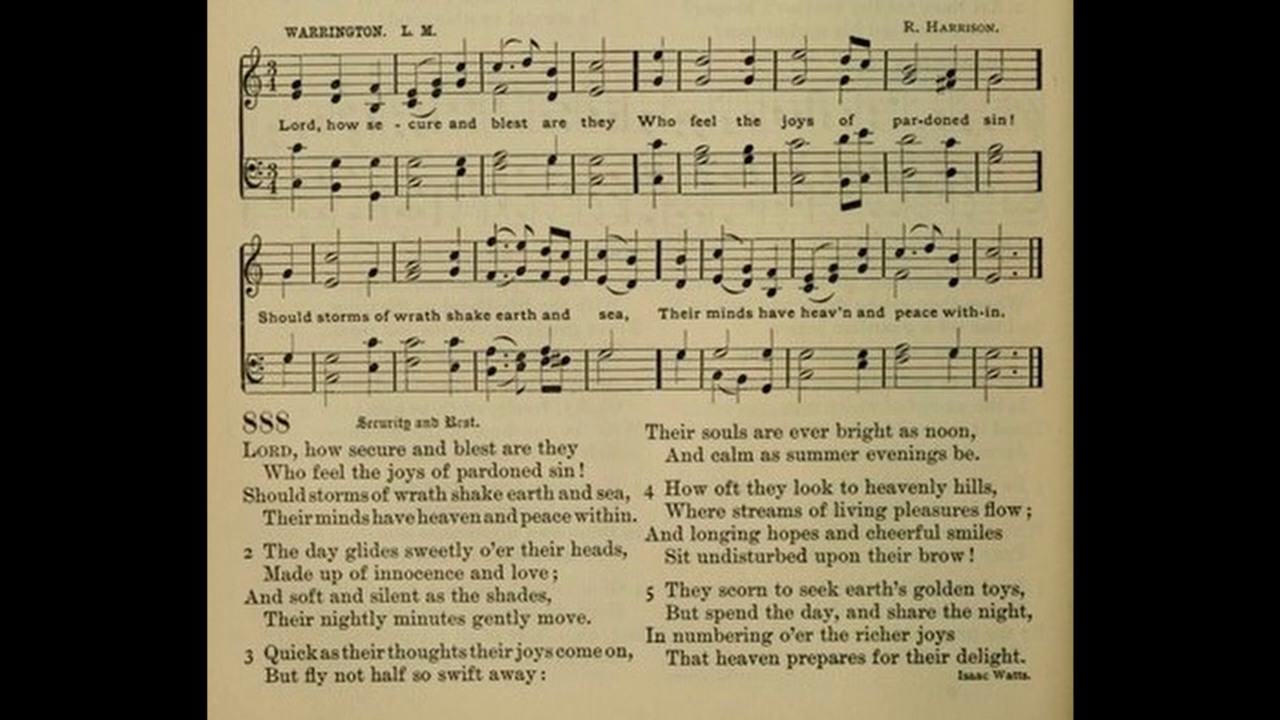 WARRINGTON. L. M.
R. HARRISON.
Lord, how se - cure and blest are they Who feel the joys of par-doned sin!
Should storms of wrath shake earth and sea, Their minds have heav'n and peace with-in.
888
Security and Rest.
LORD, how secure and blest are they
Who feel the joys of pardoned sin!
Should storms of wrath shake earth and sea,
Their minds have heaven and peace within.
2 The day glides sweetly o'er their heads,
Made up of innocence and love;
And soft and silent as the shades,
Their nightly minutes gently move.
3 Quick as their thoughts their joys come on,
But fly not half so swift away:
Their souls are ever bright as noon,
And calm as summer evenings be.
4 How oft they look to heavenly hills,
Where streams of living pleasures flow;
And longing hopes and cheerful smiles
Sit undisturbed upon their brow!
5 They scorn to seek earth's golden toys,
But spend the day, and share the night,
In numbering o'er the richer joys
That heaven prepares for their delight.
Isaac Watts.